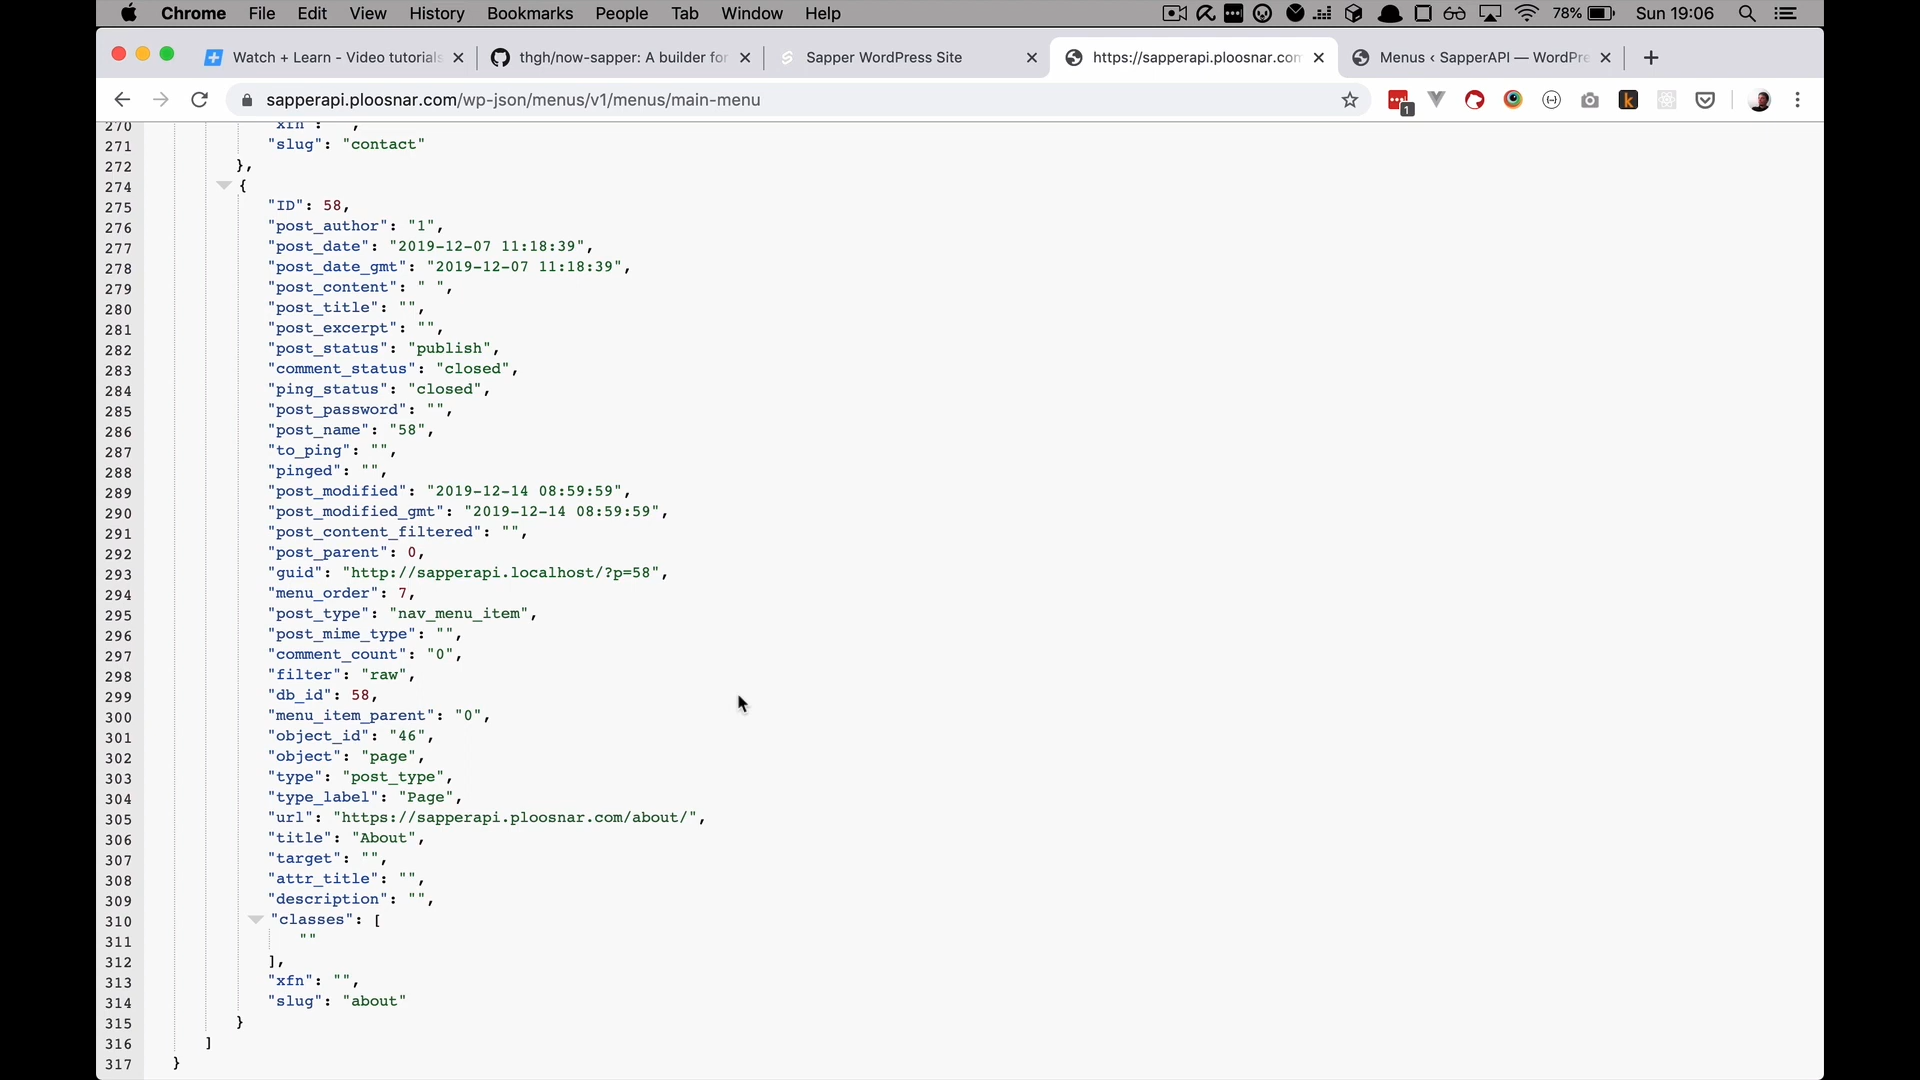 Chrome File Edit View History Bookmarks People Tab Window Help 78% Sun 19:06
Watch + Learn - Video tutorials thgh/now-sapper: A builder for Sapper WordPress Site https://sapperapi.ploosnar.com Menus ‹ SapperAPI — WordPre
sapperapi.ploosnar.com/wp-json/menus/v1/menus/main-menu 1
270 "xfn": "",
271 "slug": "contact"
272 },
274 {
275 "ID": 58,
276 "post_author": "1",
277 "post_date": "2019-12-07 11:18:39",
278 "post_date_gmt": "2019-12-07 11:18:39",
279 "post_content": " ",
280 "post_title": "",
281 "post_excerpt": "",
282 "post_status": "publish",
283 "comment_status": "closed",
284 "ping_status": "closed",
285 "post_password": "",
286 "post_name": "58",
287 "to_ping": "",
288 "pinged": "",
289 "post_modified": "2019-12-14 08:59:59",
290 "post_modified_gmt": "2019-12-14 08:59:59",
291 "post_content_filtered": "",
292 "post_parent": 0,
293 "guid": "http://sapperapi.localhost/?p=58",
294 "menu_order": 7,
295 "post_type": "nav_menu_item",
296 "post_mime_type": "",
297 "comment_count": "0",
298 "filter": "raw",
299 "db_id": 58,
300 "menu_item_parent": "0",
301 "object_id": "46",
302 "object": "page",
303 "type": "post_type",
304 "type_label": "Page",
305 "url": "https://sapperapi.ploosnar.com/about/",
306 "title": "About",
307 "target": "",
308 "attr_title": "",
309 "description": "",
310 "classes": [
311 ""
312 ],
313 "xfn": "",
314 "slug": "about"
315 }
316 ]
317 }